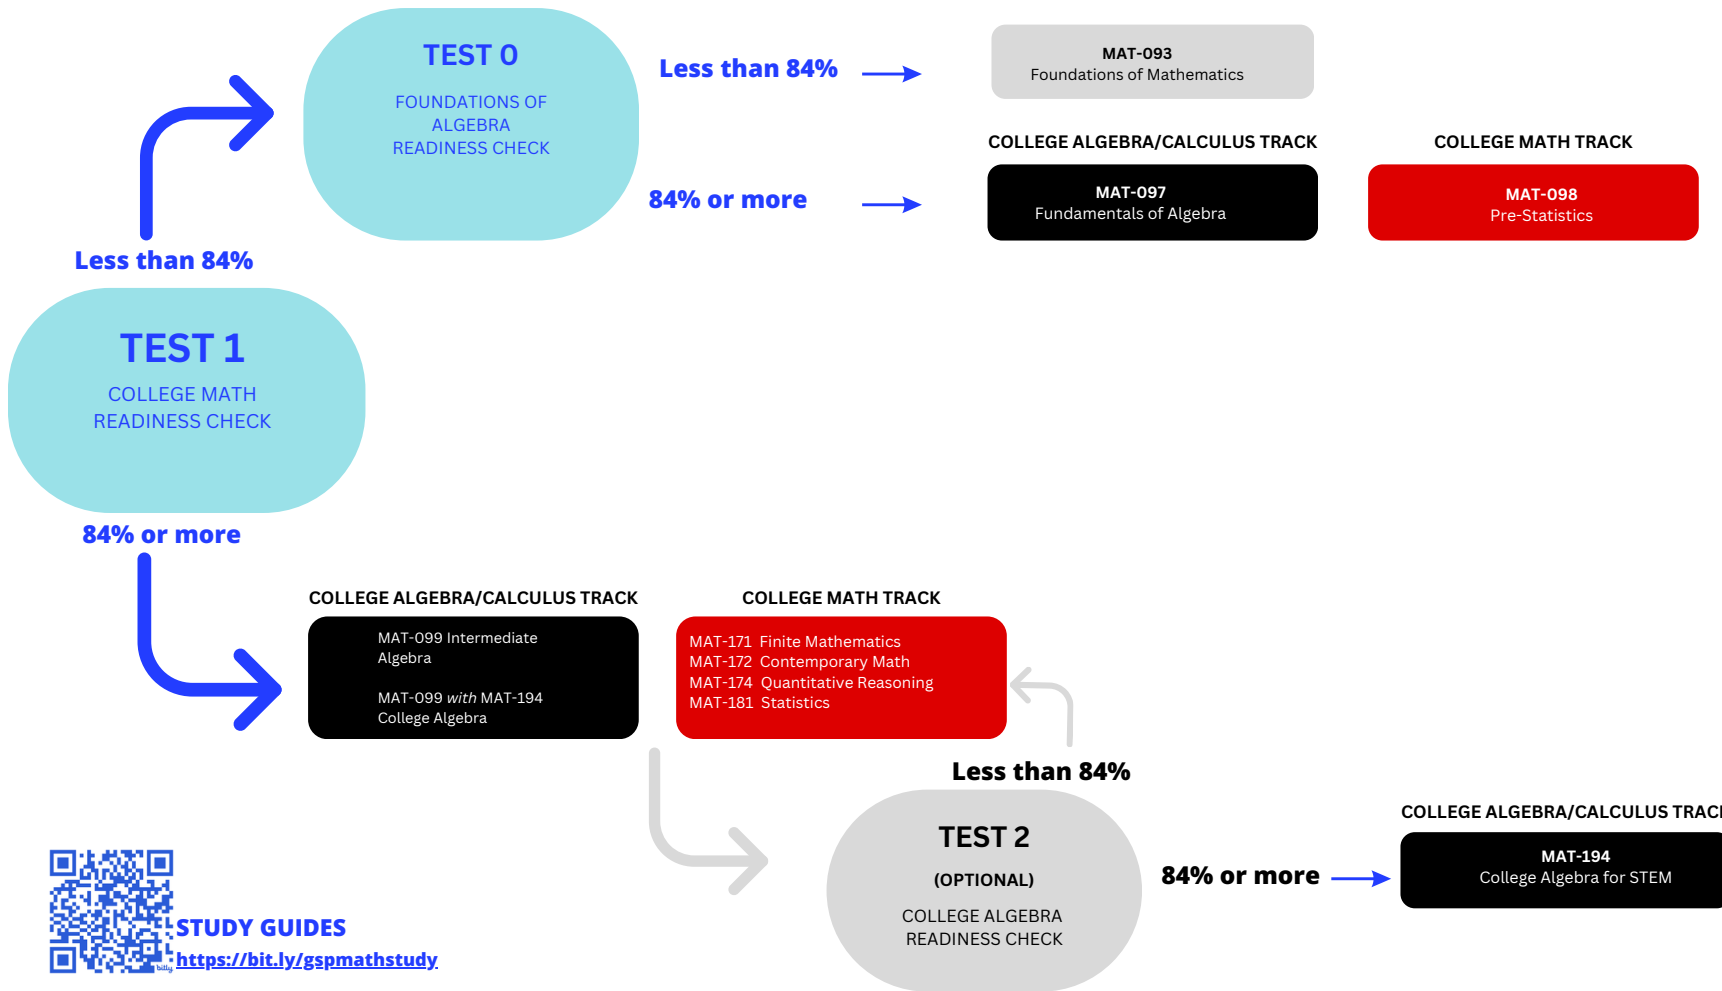 TEST 0
FOUNDATIONS OF
ALGEBRA
READINESS CHECK
Less than 84%
MAT-093
Foundations of Mathematics
84% or more
COLLEGE ALGEBRA/CALCULUS TRACK
MAT-097
Fundamentals of Algebra
COLLEGE MATH TRACK
MAT-098
Pre-Statistics
Less than 84%
TEST 1
COLLEGE MATH
READINESS CHECK
84% or more
COLLEGE ALGEBRA/CALCULUS TRACK
MAT-099 Intermediate
Algebra
MAT-099 with MAT-194
College Algebra
COLLEGE MATH TRACK
MAT-171 Finite Mathematics
MAT-172 Contemporary Math
MAT-174 Quantitative Reasoning
MAT-181 Statistics
Less than 84%
TEST 2
(OPTIONAL)
COLLEGE ALGEBRA
READINESS CHECK
84% or more
COLLEGE ALGEBRA/CALCULUS TRACK
MAT-194
College Algebra for STEM
bitly
STUDY GUIDES
https://bit.ly/gspmathstudy